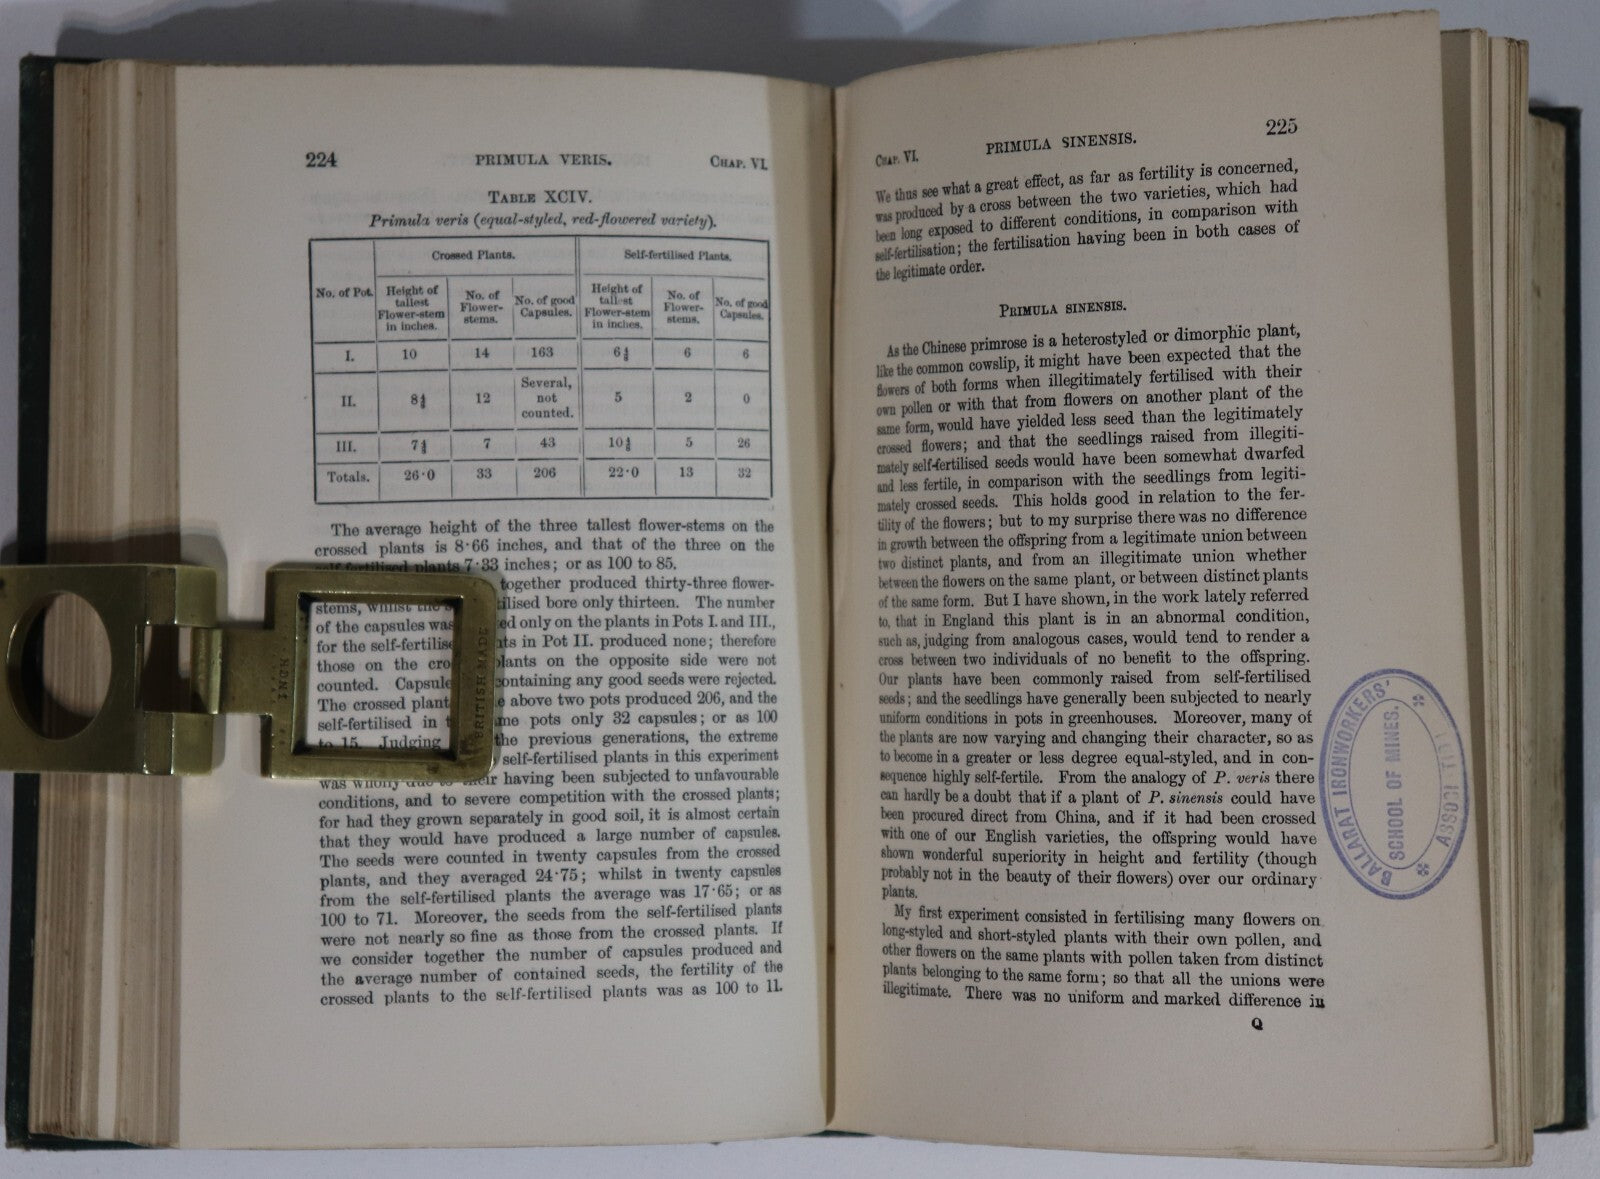 224 PRIMULA VERIS. CHAP. VI.
TABLE XCIV.
Primula veris (equal-styled, red-flowered variety).
Crossed Plants. Self-fertilised Plants.
No. of Pot. Height of tallest Flower-stem in inches. No. of Flower-stems. No. of good Capsules. Height of tallest Flower-stem in inches. No. of Flower-stems. No. of good Capsules.
I. 10 14 163 6 6 6
II. 8 12 Several, not counted. 5 2 0
III. 7 7 43 10 5 26
Totals. 26·0 33 206 22·0 13 32
The average height of the three tallest flower-stems on the
crossed plants is 8·66 inches, and that of the three on the
self-fertilised plants 7·33 inches; or as 100 to 85.
together produced thirty-three flower-
stems, whilst the ilised bore only thirteen. The number
of the capsules was ed only on the plants in Pots I. and III.,
for the self-fertilise nts in Pot II. produced none; therefore
those on the cro plants on the opposite side were not
counted. Capsule containing any good seeds were rejected.
The crossed plant e above two pots produced 206, and the
self-fertilised in t me pots only 32 capsules; or as 100
to 15. Judging the previous generations, the extreme
self-fertilised plants in this experiment
was wholly due to their having been subjected to unfavourable
conditions, and to severe competition with the crossed plants;
for had they grown separately in good soil, it is almost certain
that they would have produced a large number of capsules.
The seeds were counted in twenty capsules from the crossed
plants, and they averaged 24·75; whilst in twenty capsules
from the self-fertilised plants the average was 17·65; or as
100 to 71. Moreover, the seeds from the self-fertilised plants
were not nearly so fine as those from the crossed plants. If
we consider together the number of capsules produced and
the average number of contained seeds, the fertility of the
crossed plants to the self-fertilised plants was as 100 to 11.
BRITISH MADE
INCH
CHAP. VI. PRIMULA SINENSIS. 225
We thus see what a great effect, as far as fertility is concerned,
was produced by a cross between the two varieties, which had
been long exposed to different conditions, in comparison with
self-fertilisation; the fertilisation having been in both cases of
the legitimate order.
PRIMULA SINENSIS.
As the Chinese primrose is a heterostyled or dimorphic plant,
like the common cowslip, it might have been expected that the
flowers of both forms when illegitimately fertilised with their
own pollen or with that from flowers on another plant of the
same form, would have yielded less seed than the legitimately
crossed flowers; and that the seedlings raised from illegiti-
mately self-fertilised seeds would have been somewhat dwarfed
and less fertile, in comparison with the seedlings from legiti-
mately crossed seeds. This holds good in relation to the fer-
tility of the flowers; but to my surprise there was no difference
in growth between the offspring from a legitimate union between
two distinct plants, and from an illegitimate union whether
between the flowers on the same plant, or between distinct plants
of the same form. But I have shown, in the work lately referred
to, that in England this plant is in an abnormal condition,
such as, judging from analogous cases, would tend to render a
cross between two individuals of no benefit to the offspring.
Our plants have been commonly raised from self-fertilised
seeds; and the seedlings have generally been subjected to nearly
uniform conditions in pots in greenhouses. Moreover, many of
the plants are now varying and changing their character, so as
to become in a greater or less degree equal-styled, and in con-
sequence highly self-fertile. From the analogy of P. veris there
can hardly be a doubt that if a plant of P. sinensis could have
been procured direct from China, and if it had been crossed
with one of our English varieties, the offspring would have
shown wonderful superiority in height and fertility (though
probably not in the beauty of their flowers) over our ordinary
plants.
My first experiment consisted in fertilising many flowers on
long-styled and short-styled plants with their own pollen, and
other flowers on the same plants with pollen taken from distinct
plants belonging to the same form; so that all the unions were
illegitimate. There was no uniform and marked difference in
Q
BALLARAT IRONWORKERS'
SCHOOL OF MINES.